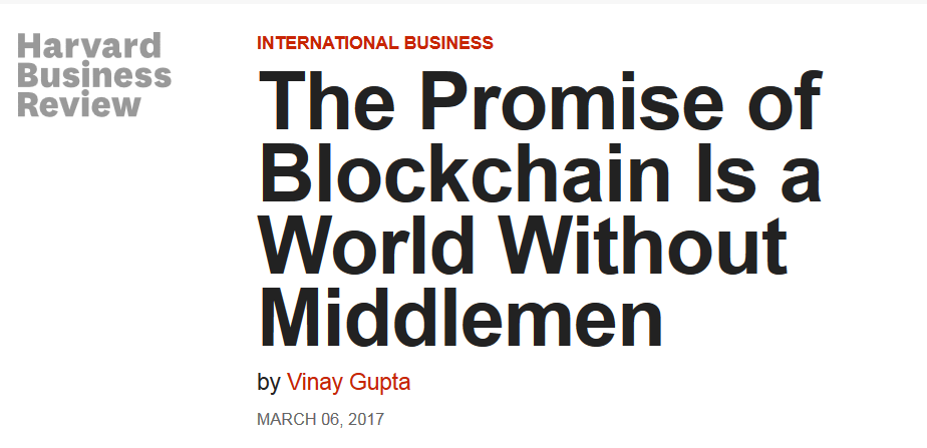 Harvard
Business
Review
INTERNATIONAL BUSINESS
The Promise of
Blockchain Is a
World Without
Middlemen
by Vinay Gupta
MARCH 06, 2017